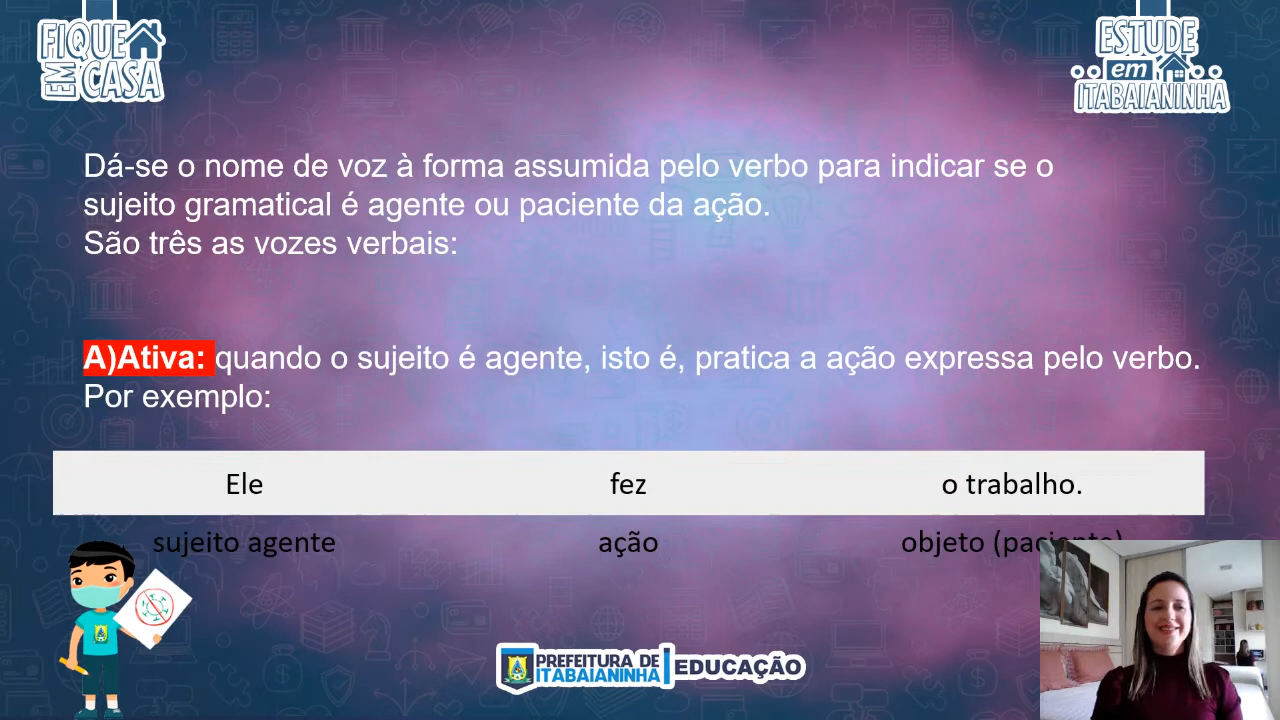 FIQUE
EM CASA
ESTUDE
em
ITABAIANINHA
Dá-se o nome de voz à forma assumida pelo verbo para indicar se o
sujeito gramatical é agente ou paciente da ação.
São três as vozes verbais:
A)Ativa: quando o sujeito é agente, isto é, pratica a ação expressa pelo verbo.
Por exemplo:
Ele fez o trabalho.
sujeito agente ação objeto (paciente)
PREFEITURA DE
ITABAIANINHA
EDUCAÇÃO